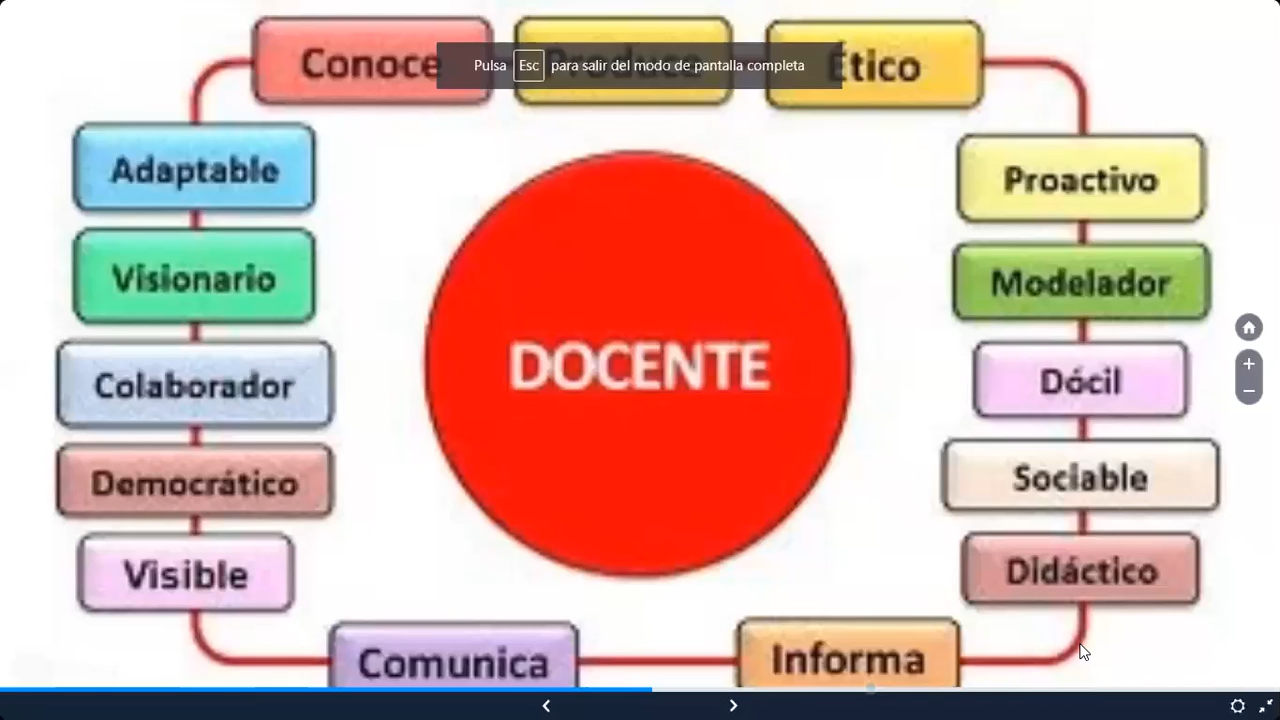 Conoce
Produce
Ético
Pulsa Esc para salir del modo de pantalla completa
Adaptable
Proactivo
Visionario
Modelador
Colaborador
Dócil
DOCENTE
Democrático
Sociable
Visible
Didáctico
Comunica
Informa